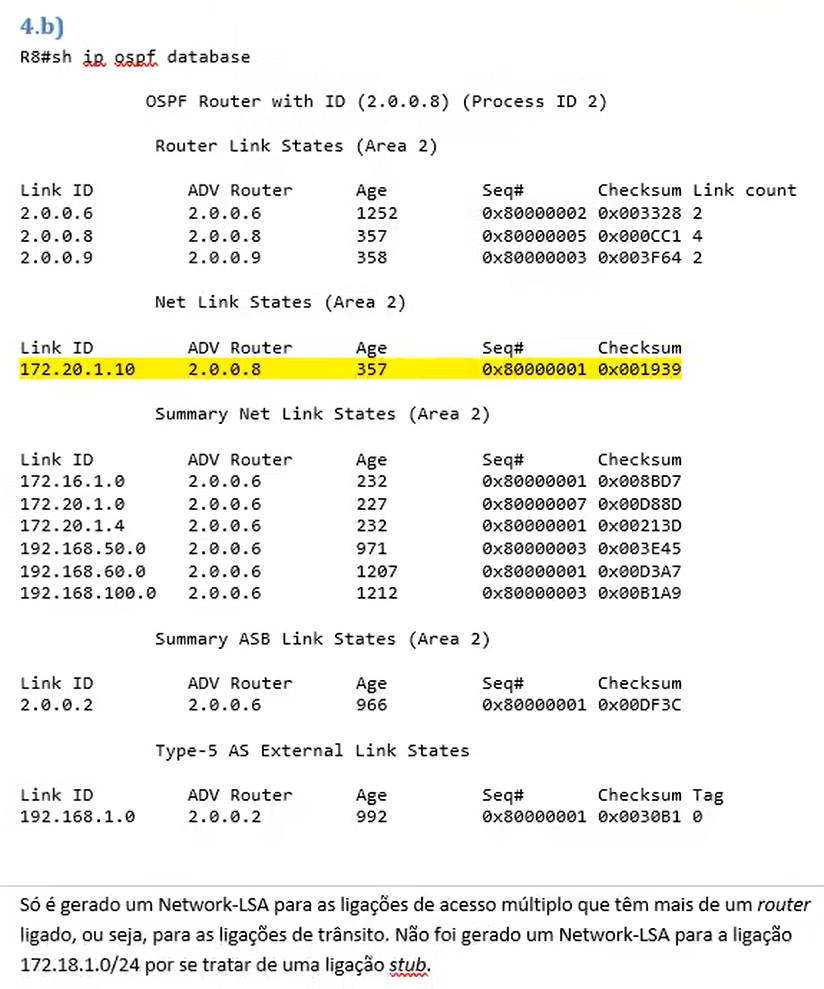 4.b)
R8#sh ip ospf database
OSPF Router with ID (2.0.0.8) (Process ID 2)
Router Link States (Area 2)
Link ID ADV Router Age Seq# Checksum Link count
2.0.0.6 2.0.0.6 1252 0x80000002 0x003328 2
2.0.0.8 2.0.0.8 357 0x80000005 0x000CC1 4
2.0.0.9 2.0.0.9 358 0x80000003 0x003F64 2
Net Link States (Area 2)
Link ID ADV Router Age Seq# Checksum
172.20.1.10 2.0.0.8 357 0x80000001 0x001939
Summary Net Link States (Area 2)
Link ID ADV Router Age Seq# Checksum
172.16.1.0 2.0.0.6 232 0x80000001 0x008BD7
172.20.1.0 2.0.0.6 227 0x80000007 0x00D88D
172.20.1.4 2.0.0.6 232 0x80000001 0x00213D
192.168.50.0 2.0.0.6 971 0x80000003 0x003E45
192.168.60.0 2.0.0.6 1207 0x80000001 0x00D3A7
192.168.100.0 2.0.0.6 1212 0x80000003 0x00B1A9
Summary ASB Link States (Area 2)
Link ID ADV Router Age Seq# Checksum
2.0.0.2 2.0.0.6 966 0x80000001 0x00DF3C
Type-5 AS External Link States
Link ID ADV Router Age Seq# Checksum Tag
192.168.1.0 2.0.0.2 992 0x80000001 0x0030B1 0
Só é gerado um Network-LSA para as ligações de acesso múltiplo que têm mais de um router
ligado, ou seja, para as ligações de trânsito. Não foi gerado um Network-LSA para a ligação
172.18.1.0/24 por se tratar de uma ligação stub.